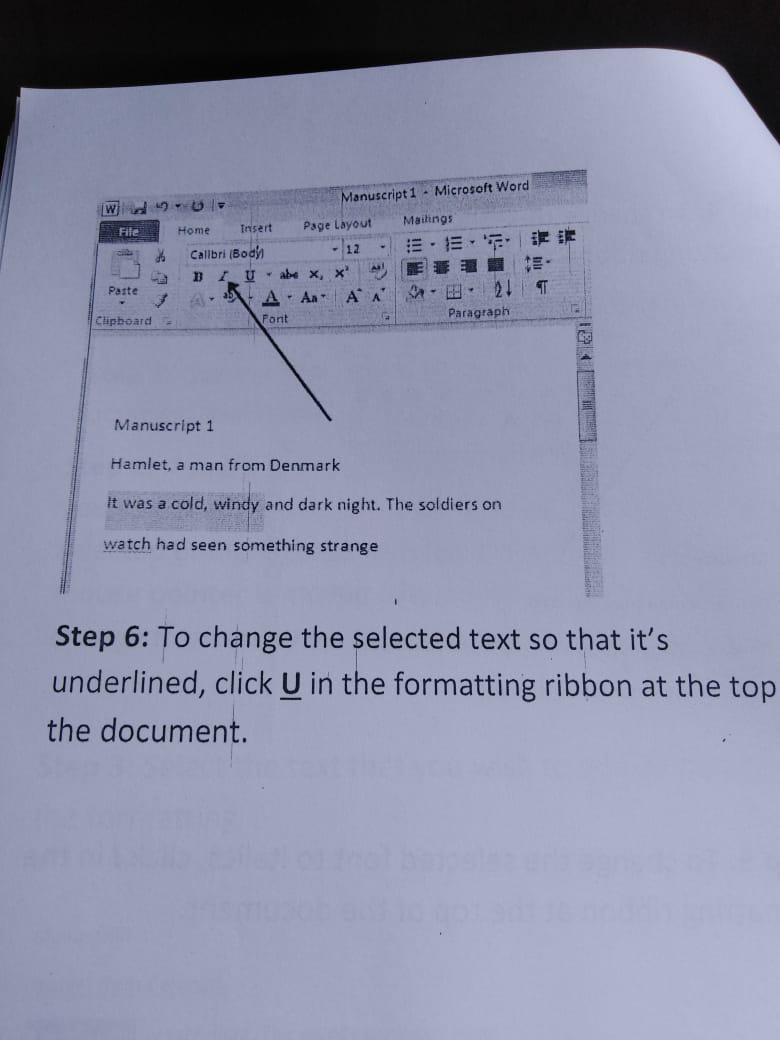 Manuscript 1 - Microsoft Word
File Home Insert Page Layout Mailings
Calibri (Body) 12
B I U abc X, X²
Paste A ab A Aa A A
Clipboard Font Paragraph
Manuscript 1
Hamlet, a man from Denmark
It was a cold, windy and dark night. The soldiers on
watch had seen something strange
Step 6: To change the selected text so that it's
underlined, click U in the formatting ribbon at the top
the document.